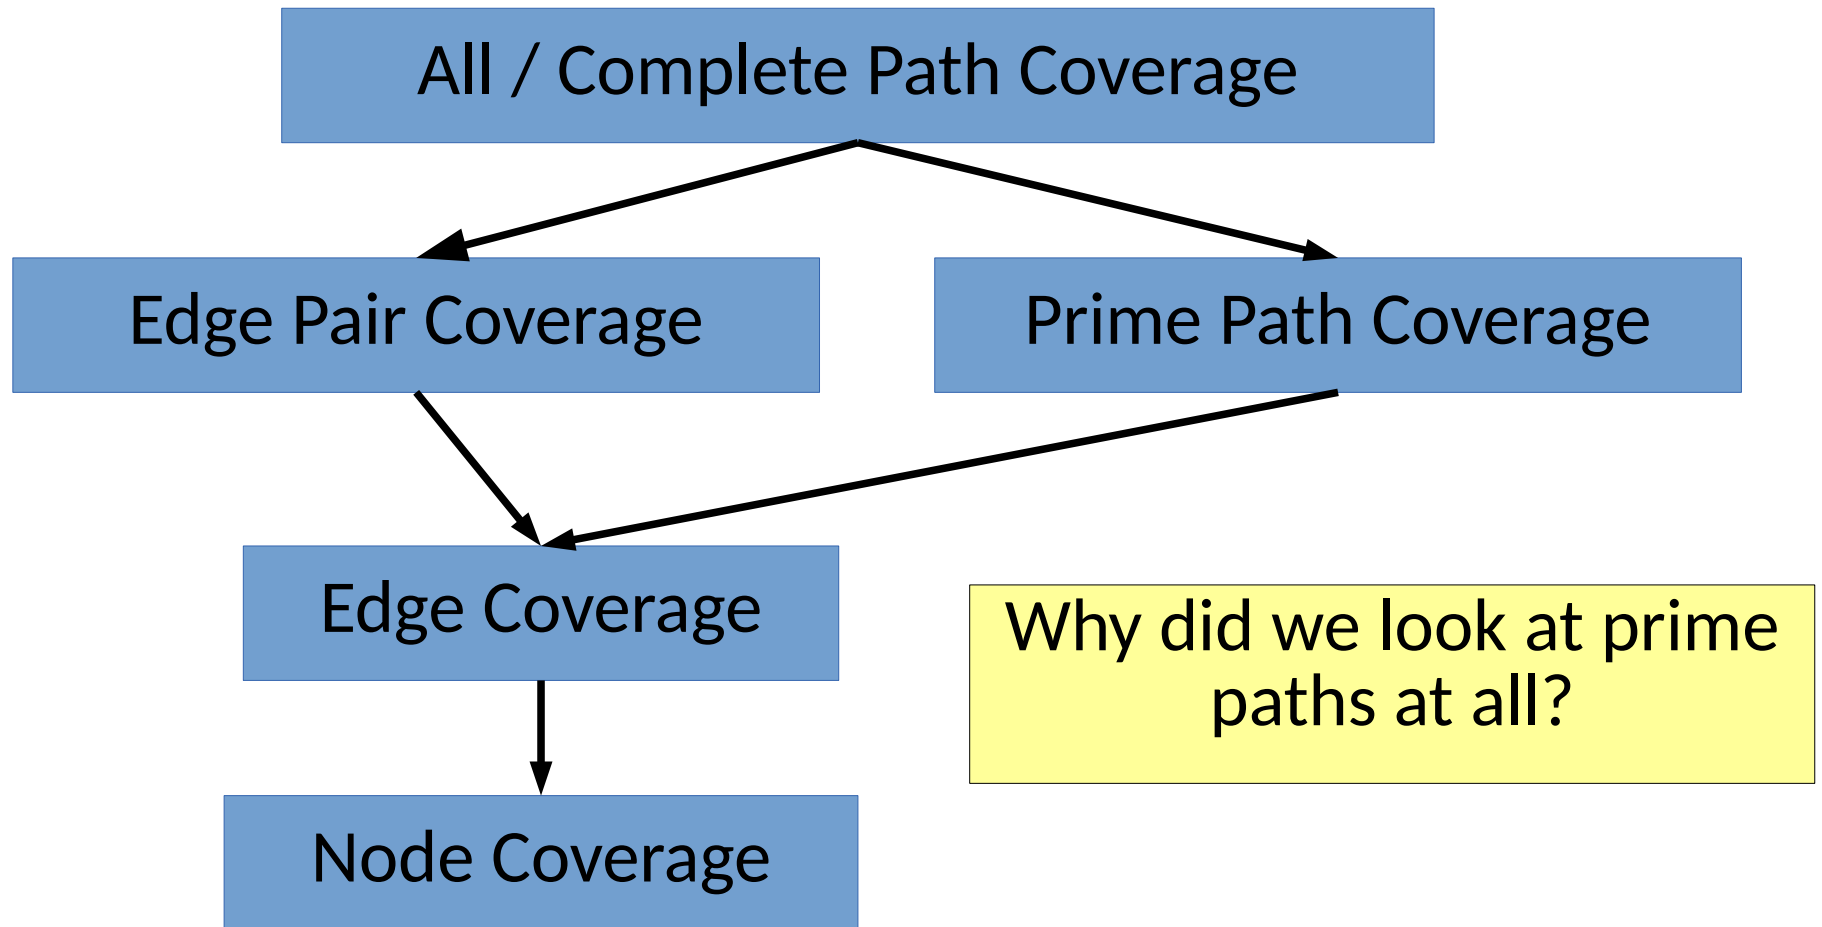 All / Complete Path Coverage
Edge Pair Coverage
Prime Path Coverage
Edge Coverage
Why did we look at prime
paths at all?
Node Coverage